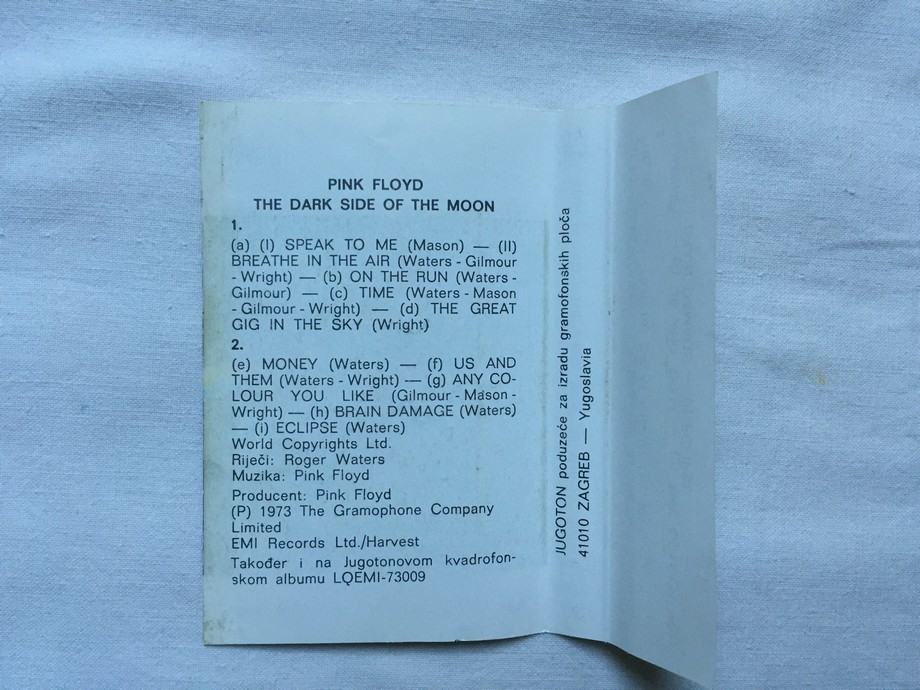 PINK FLOYD
THE DARK SIDE OF THE MOON
1.
(a) (I) SPEAK TO ME (Mason) — (II)
BREATHE IN THE AIR (Waters - Gilmour
- Wright) — (b) ON THE RUN (Waters -
Gilmour) — (c) TIME (Waters - Mason
- Gilmour - Wright) — (d) THE GREAT
GIG IN THE SKY (Wright)
2.
(e) MONEY (Waters) — (f) US AND
THEM (Waters - Wright) — (g) ANY CO-
LOUR YOU LIKE (Gilmour - Mason -
Wright) — (h) BRAIN DAMAGE (Waters)
— (i) ECLIPSE (Waters)
World Copyrights Ltd.
Riječi: Roger Waters
Muzika: Pink Floyd
Producent: Pink Floyd
(P) 1973 The Gramophone Company
Limited
EMI Records Ltd./Harvest
Također i na Jugotonovom kvadrofon-
skom albumu LQEMI-73009
JUGOTON poduzeće za izradu gramofonskih ploča
41010 ZAGREB — Yugoslavia